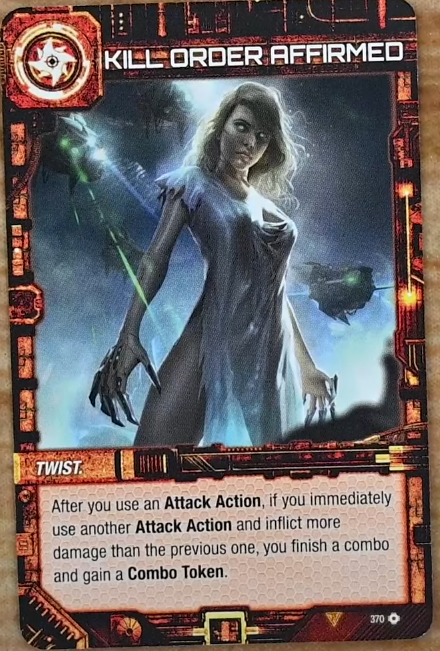 KILL ORDER AFFIRMED
TWIST.
After you use an Attack Action, if you immediately
use another Attack Action and inflict more
damage than the previous one, you finish a combo
and gain a Combo Token.
370